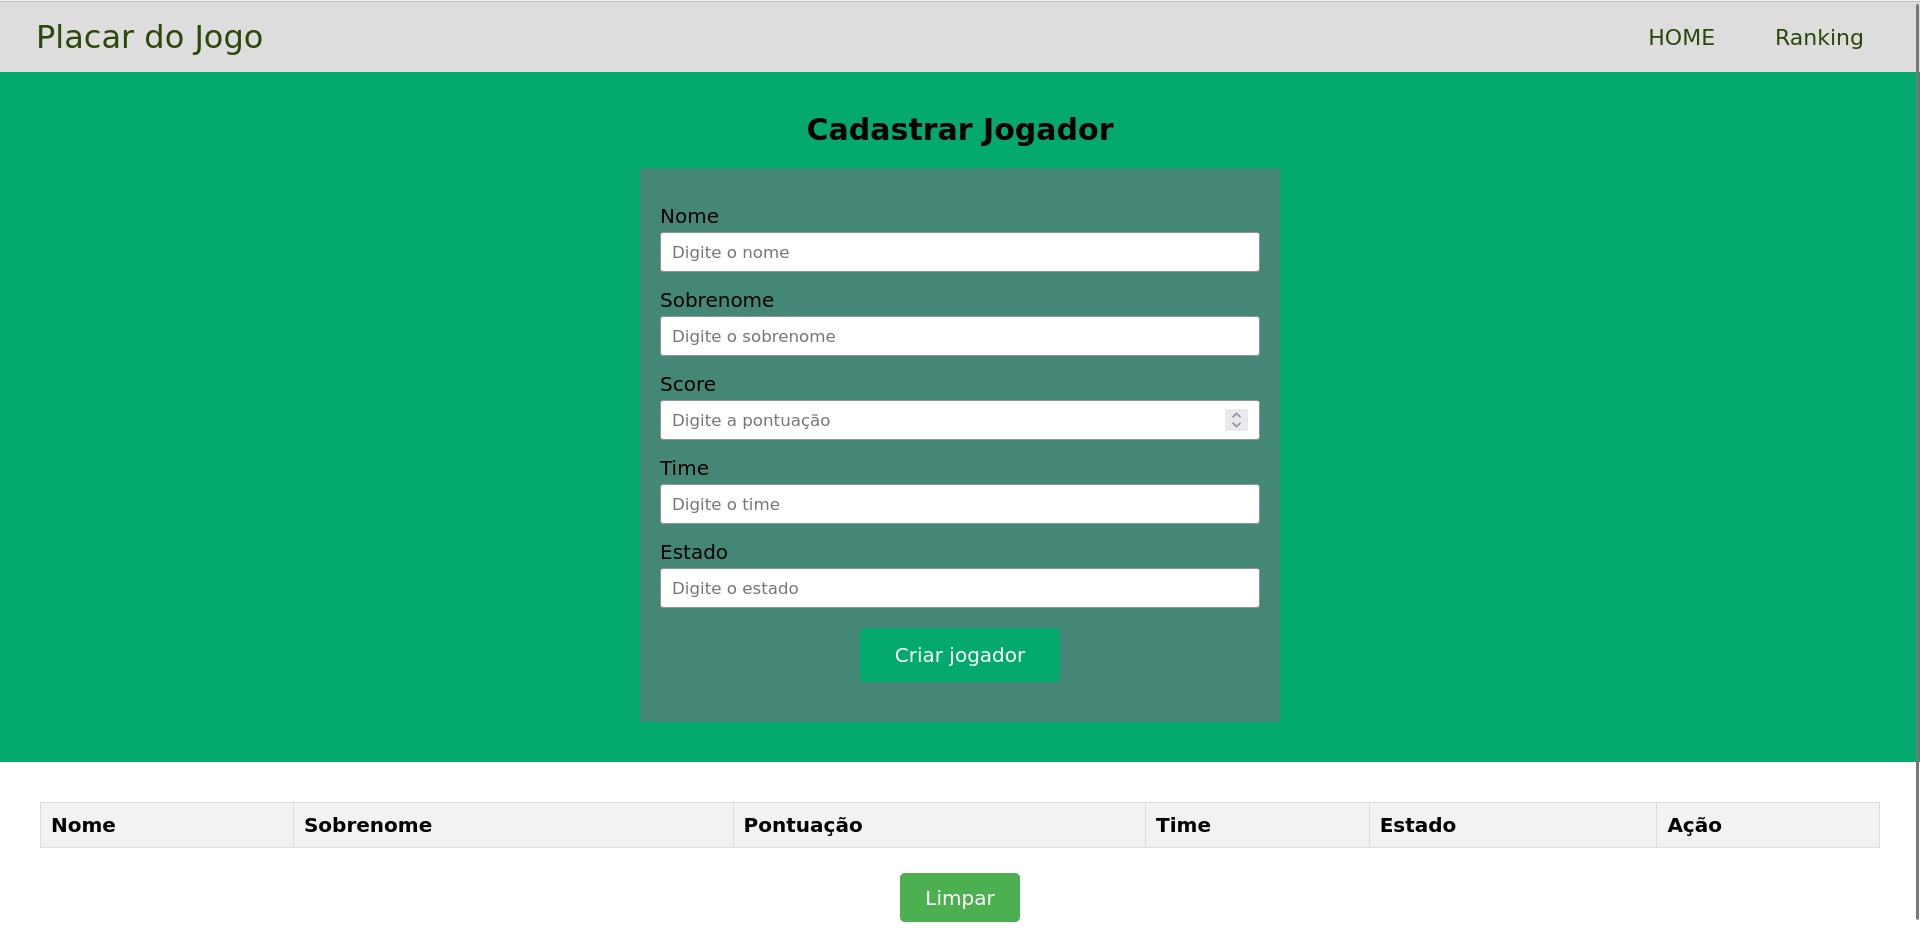 Placar do Jogo HOME Ranking
Cadastrar Jogador
Nome
Digite o nome
Sobrenome
Digite o sobrenome
Score
Digite a pontuação
Time
Digite o time
Estado
Digite o estado
Criar jogador
Nome Sobrenome Pontuação Time Estado Ação
Limpar